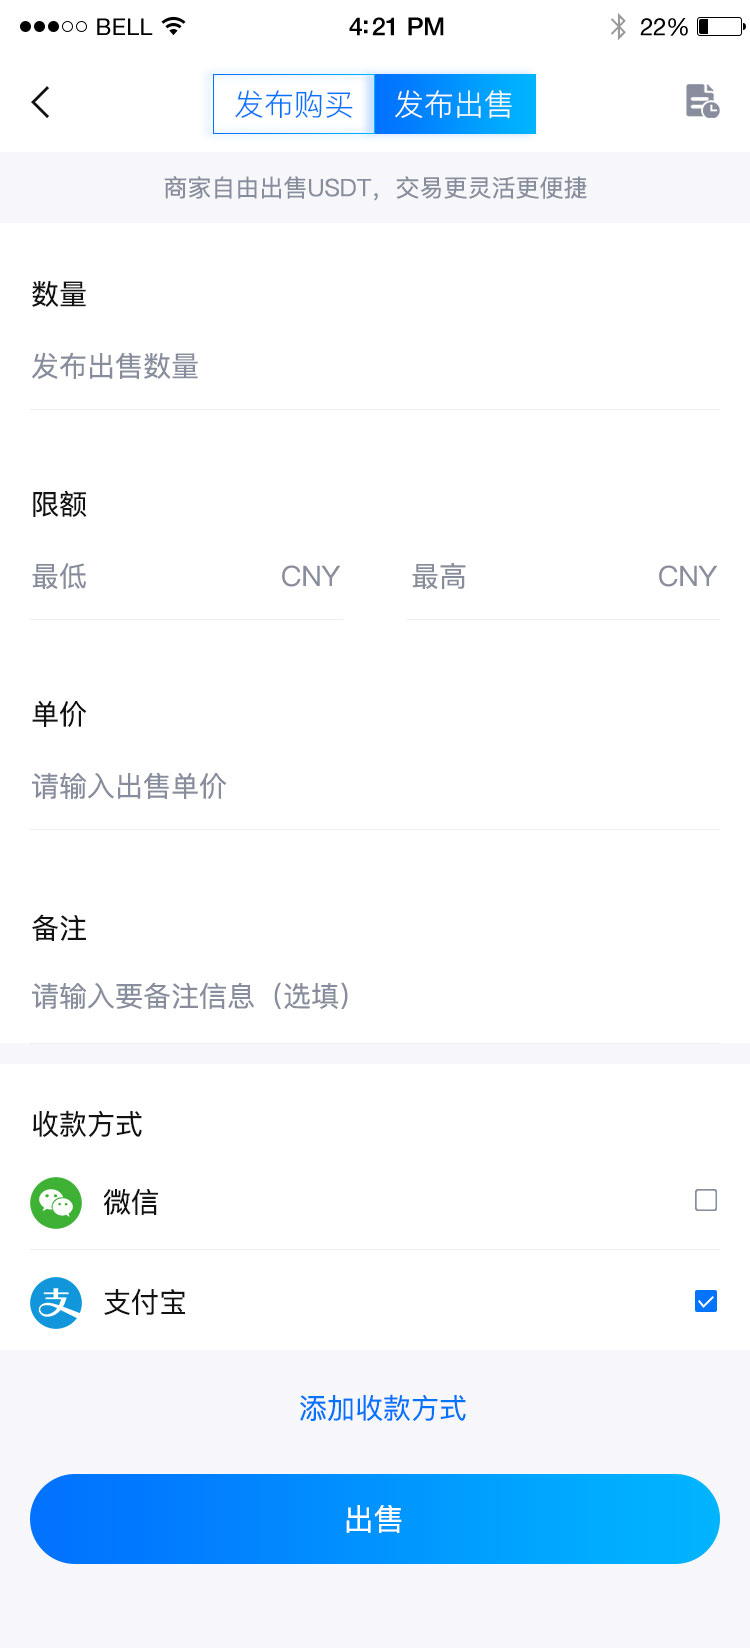 BELL 4:21 PM 22%
发布购买 发布出售
商家自由出售USDT，交易更灵活更便捷
数量
发布出售数量
限额
最低 CNY 最高 CNY
单价
请输入出售单价
备注
请输入要备注信息（选填）
收款方式
微信
支付宝
添加收款方式
出售